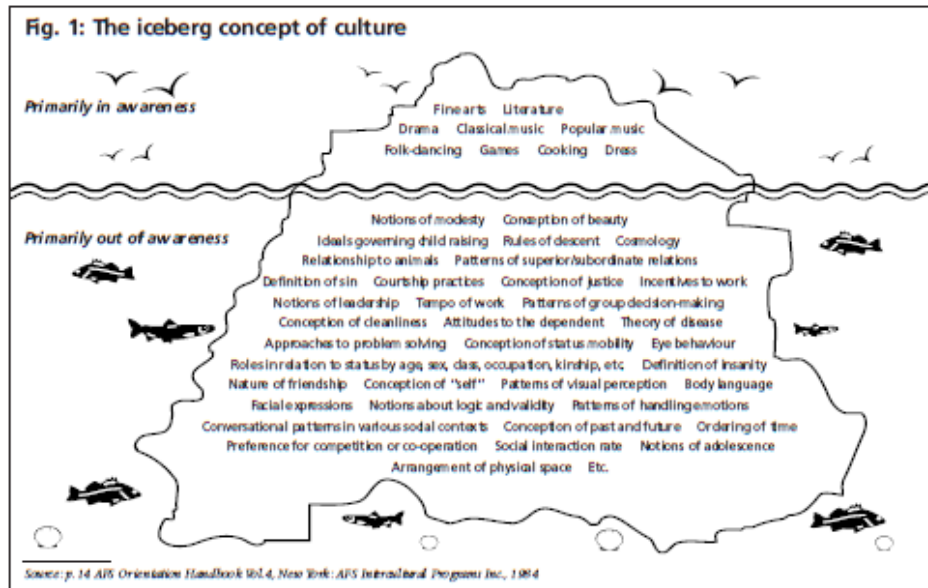 Fig. 1: The iceberg concept of culture
Primarily in awareness
Fine arts Literature
Drama Classical music Popular music
Folk-dancing Games Cooking Dress
Primarily out of awareness
Notions of modesty Conception of beauty
Ideals governing child raising Rules of descent Cosmology
Relationship to animals Patterns of superior/subordinate relations
Definition of sin Courtship practices Conception of justice Incentives to work
Notions of leadership Tempo of work Patterns of group decision-making
Conception of cleanliness Attitudes to the dependent Theory of disease
Approaches to problem solving Conception of status mobility Eye behaviour
Roles in relation to status by age, sex, class, occupation, kinship, etc. Definition of insanity
Nature of friendship Conception of "self" Patterns of visual perception Body language
Facial expressions Notions about logic and validity Patterns of handling emotions
Conversational patterns in various social contexts Conception of past and future Ordering of time
Preference for competition or co-operation Social interaction rate Notions of adolescence
Arrangement of physical space Etc.
Source: p. 14 AFS Orientation Handbook Vol. 4, New York: AFS Intercultural Programs Inc., 1984